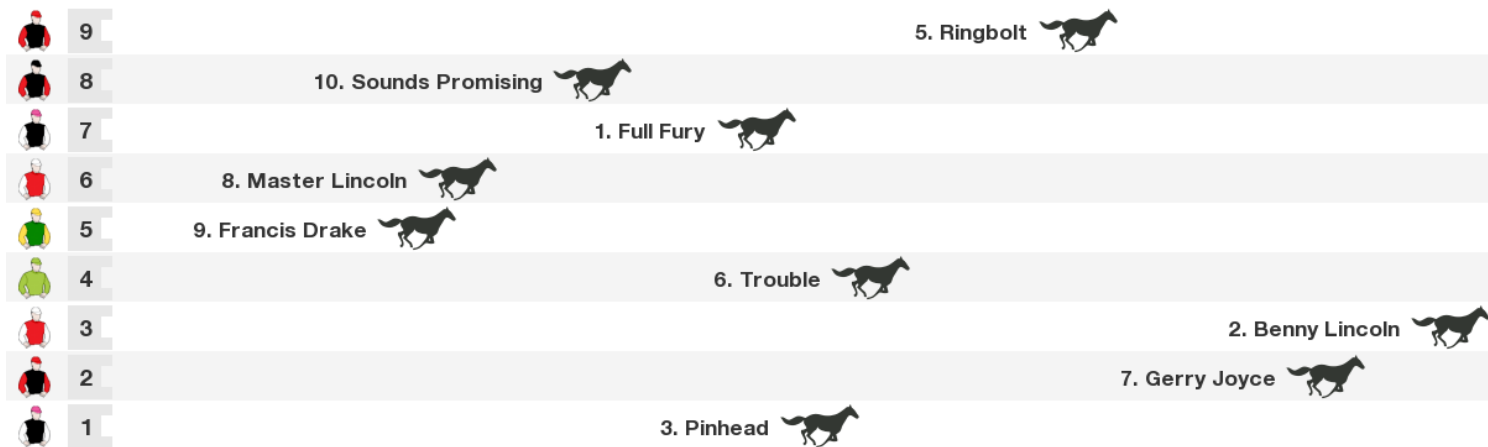 9 5. Ringbolt
8 10. Sounds Promising
7 1. Full Fury
6 8. Master Lincoln
5 9. Francis Drake
4 6. Trouble
3 2. Benny Lincoln
2 7. Gerry Joyce
1 3. Pinhead